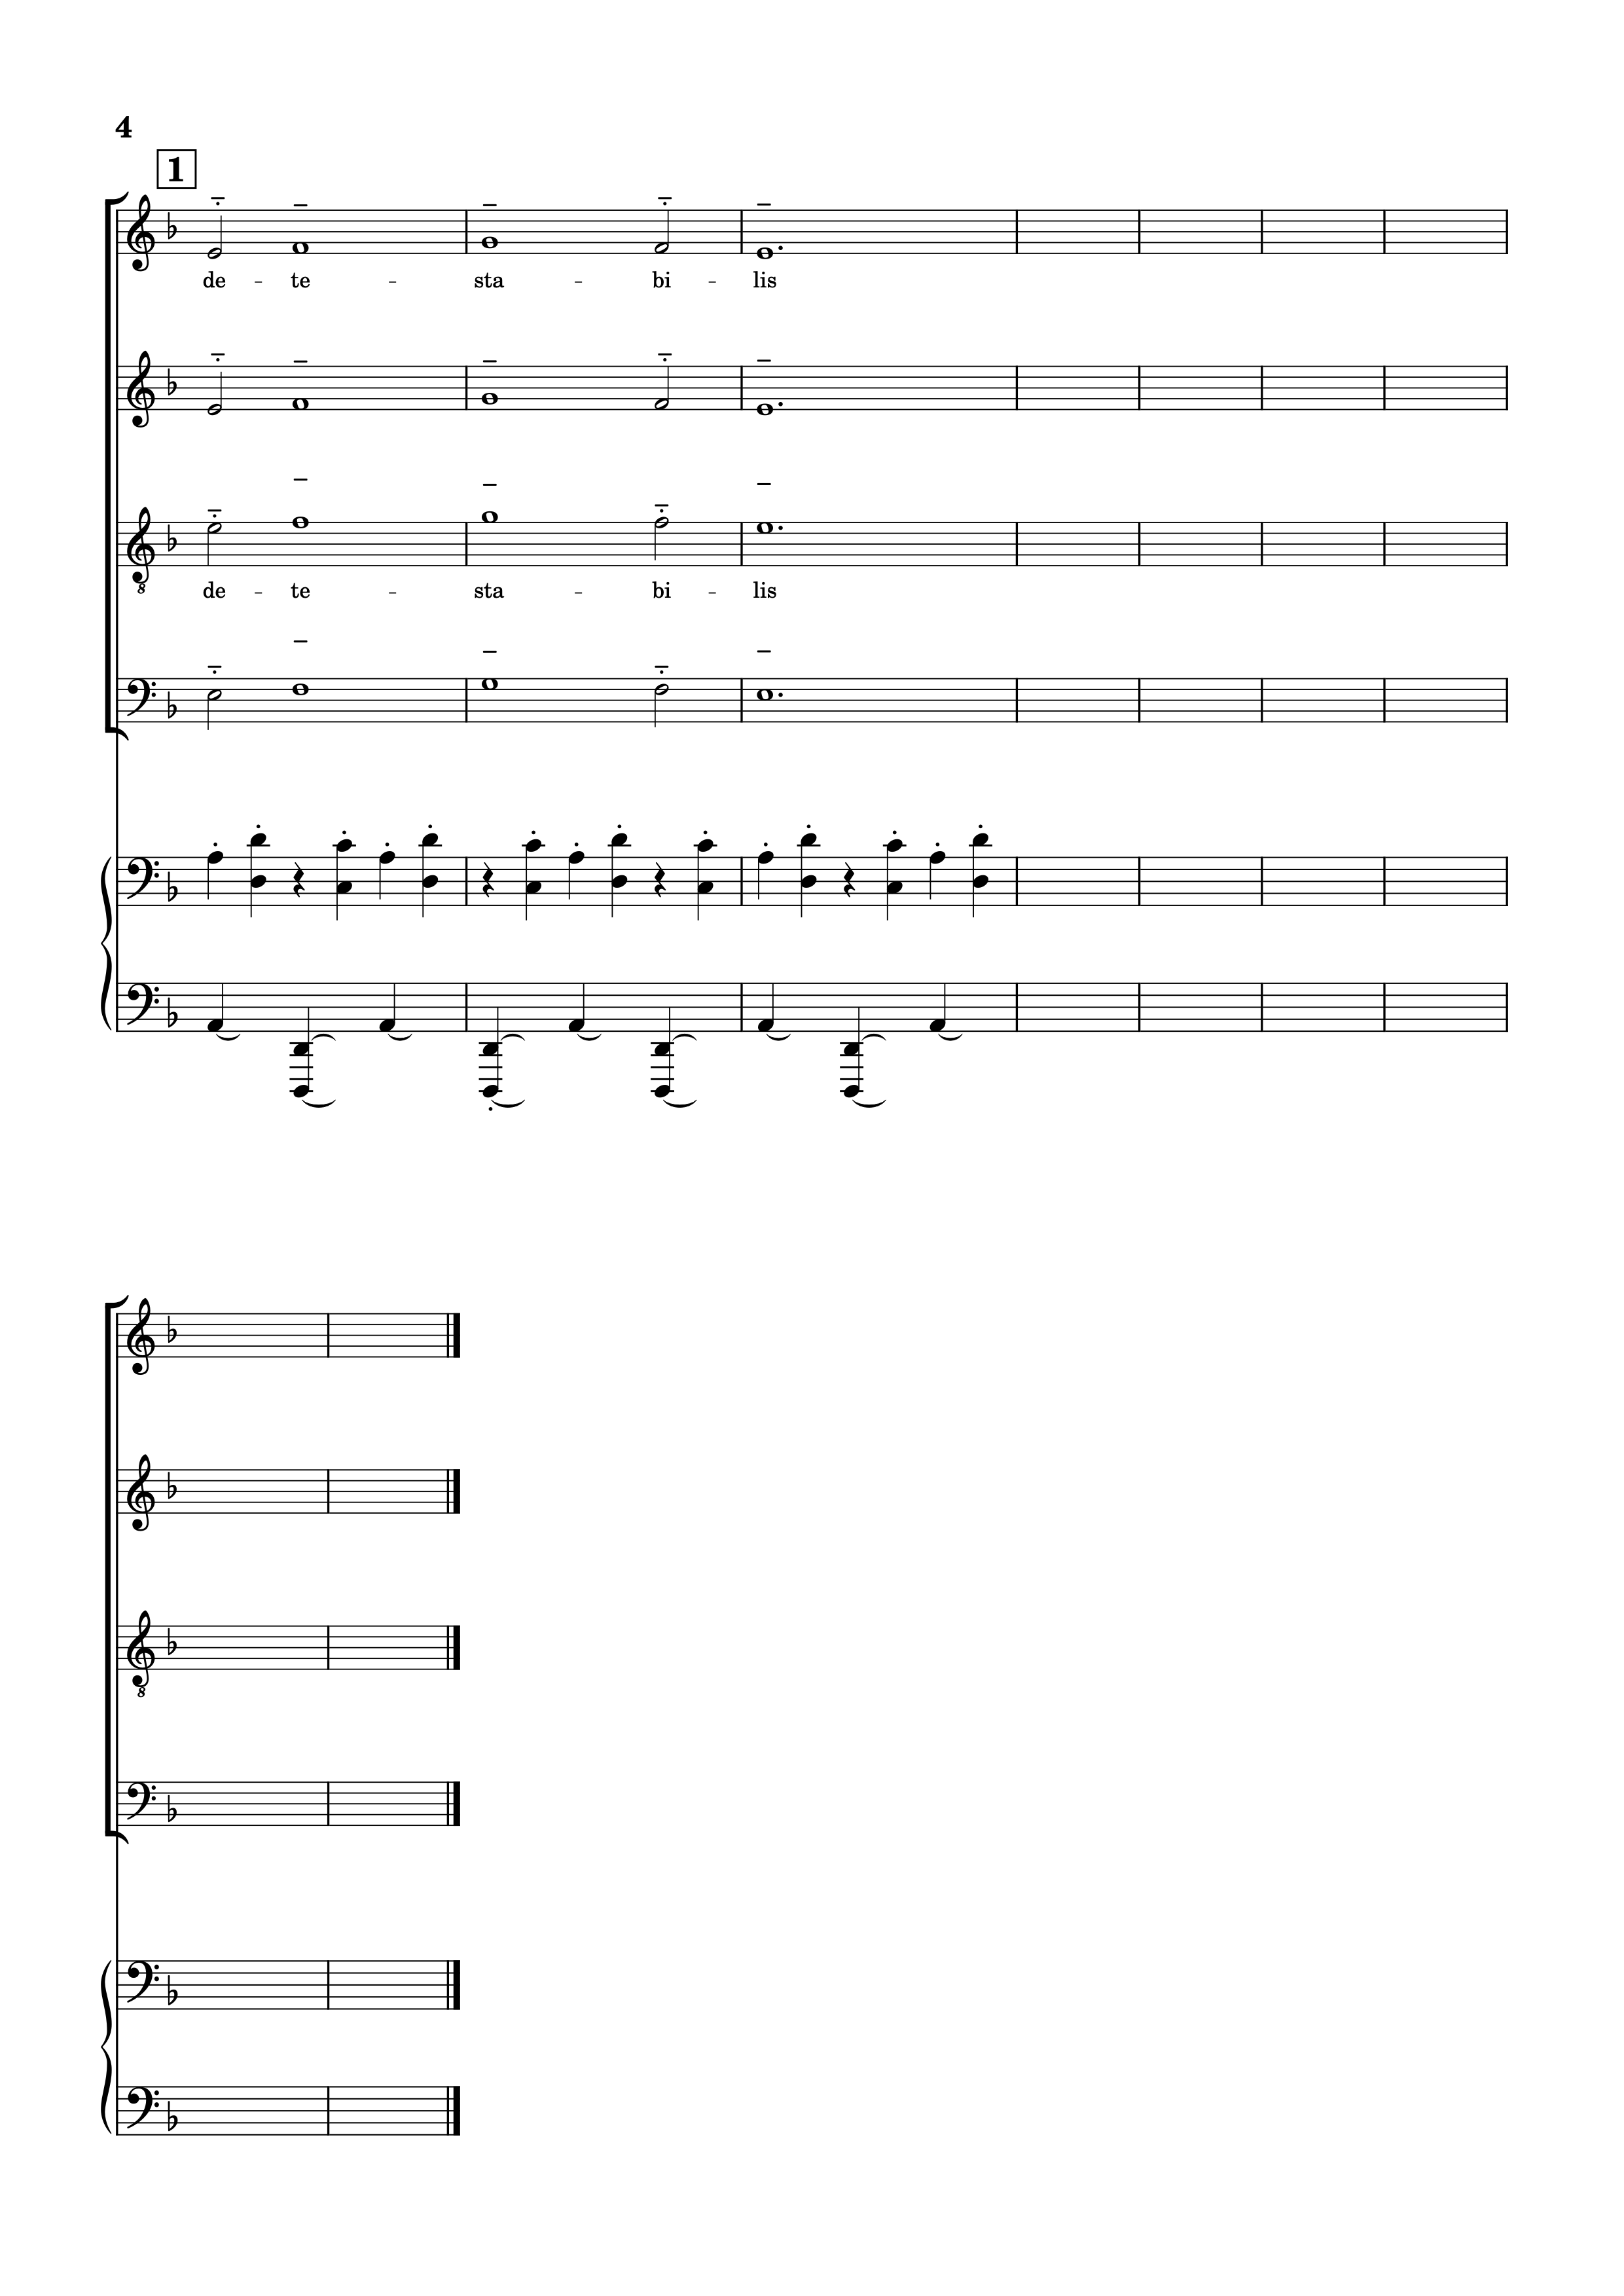 4
1
de - te - sta - bi - lis
de - te - sta - bi - lis